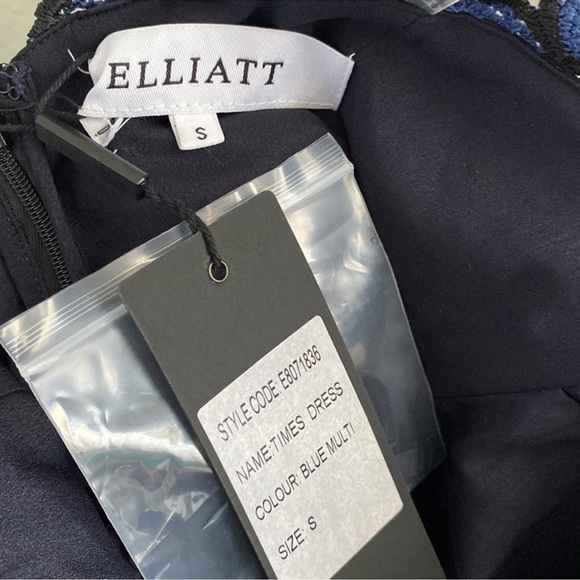 ELLIATT
S
STYLE CODE: E8071836
NAME:TIMES DRESS
COLOUR: BLUE MULTI
SIZE: S